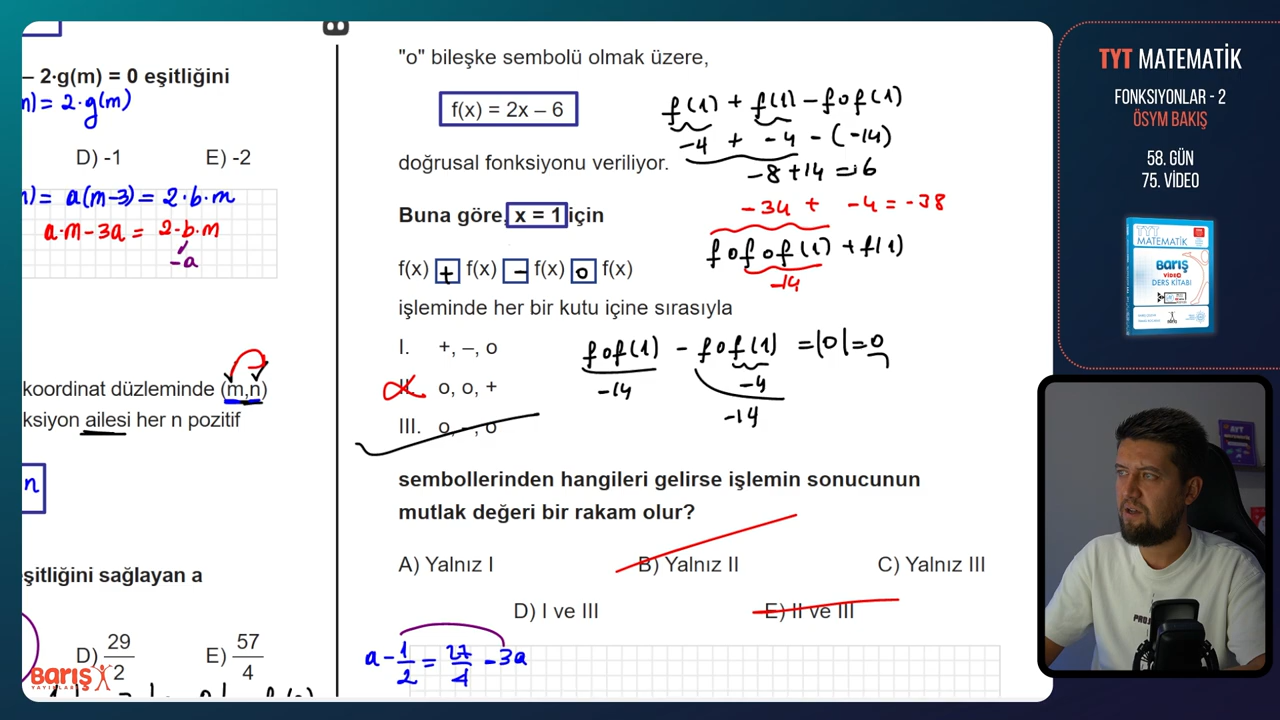 – 2·g(m) = 0 eşitliğini
m) = 2·g(m)
D) -1 E) -2
m) = a(m-3) = 2·b·m
a·m-3a = 2·b·m
-a
koordinat düzleminde (m,n)
ksiyon ailesi her n pozitif
n
şitliğini sağlayan a
D) 29/2 E) 57/4
BARIŞ
YAYINLARI
8
"o" bileşke sembolü olmak üzere,
f(x) = 2x – 6
doğrusal fonksiyonu veriliyor.
Buna göre, x = 1 için
f(x) + f(x) - f(x) o f(x)
işleminde her bir kutu içine sırasıyla
I. +, –, o
II. o, o, +
III. o, –, o
sembollerinden hangileri gelirse işlemin sonucunun
mutlak değeri bir rakam olur?
A) Yalnız I B) Yalnız II C) Yalnız III
D) I ve III E) II ve III
a - 1/2 = 27/4 - 3a
f(1) + f(1) - fof(1)
-4 + -4 - (-14)
-8+14 = 6
-34 + -4 = -38
fofof(1) + f(1)
-14
fof(1) - fof(1) = |0| = 0
-14 -4
-14
TYT MATEMATİK
FONKSIYONLAR - 2
ÖSYM BAKIŞ
58. GÜN
75. VİDEO
TYT
MATEMATİK
BARIŞ
VİDEO
DERS KİTABI